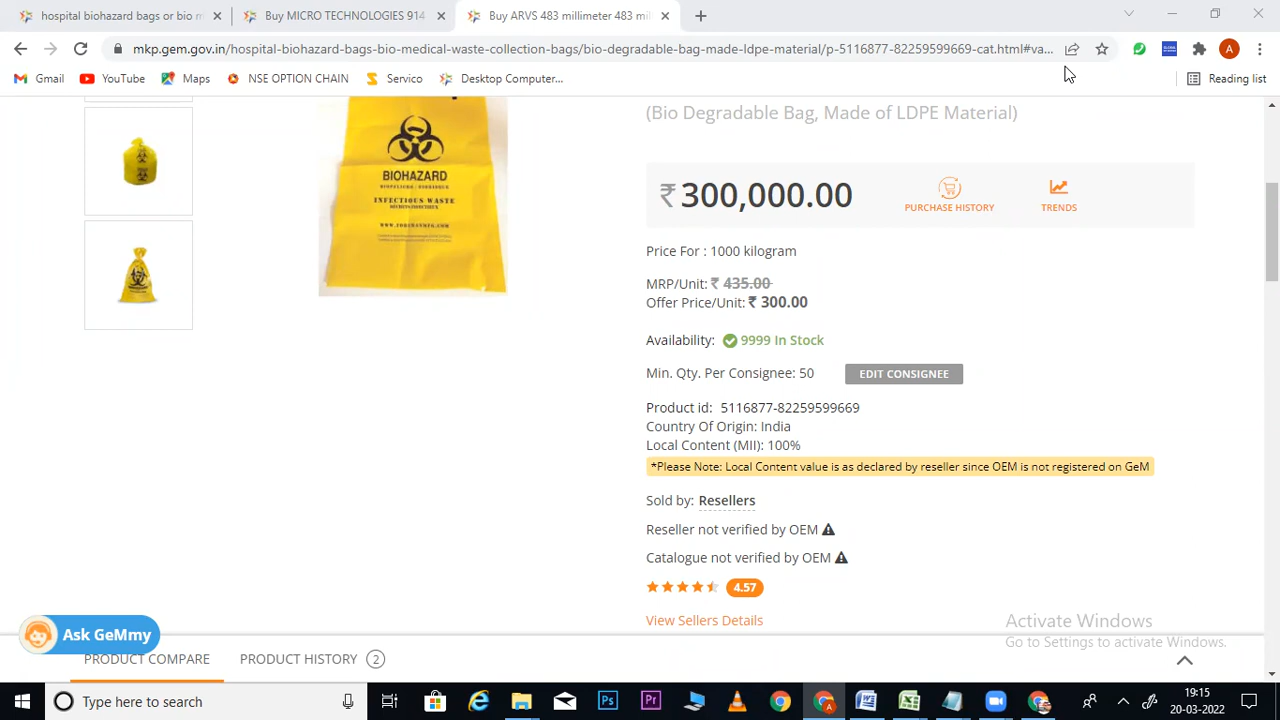 hospital biohazard bags or bio m
Buy MICRO TECHNOLOGIES 914
Buy ARVS 483 millimeter 483 mil
mkp.gem.gov.in/hospital-biohazard-bags-bio-medical-waste-collection-bags/bio-degradable-bag-made-ldpe-material/p-5116877-82259599669-cat.html#va...
A
Gmail
YouTube
Maps
NSE OPTION CHAIN
Servico
Desktop Computer...
Reading list
(Bio Degradable Bag, Made of LDPE Material)
BIOHAZARD
INFECTIOUS WASTE
₹ 300,000.00
PURCHASE HISTORY
TRENDS
Price For : 1000 kilogram
MRP/Unit: ₹ 435.00
Offer Price/Unit: ₹ 300.00
Availability: 9999 In Stock
Min. Qty. Per Consignee: 50
EDIT CONSIGNEE
Product id: 5116877-82259599669
Country Of Origin: India
Local Content (MII): 100%
*Please Note: Local Content value is as declared by reseller since OEM is not registered on GeM
Sold by: Resellers
Reseller not verified by OEM
Catalogue not verified by OEM
4.57
View Sellers Details
Activate Windows
Go to Settings to activate Windows.
Ask GeMmy
PRODUCT COMPARE
PRODUCT HISTORY 2
Type here to search
19:15
20-03-2022